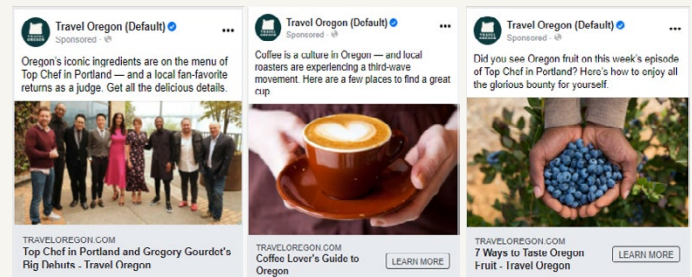 Travel Oregon (Default)
Sponsored ·
Oregon's iconic ingredients are on the menu of
Top Chef in Portland — and a local fan-favorite
returns as a judge. Get all the delicious details.
TRAVELOREGON.COM
Top Chef in Portland and Gregory Gourdet's
Big Debuts - Travel Oregon
Travel Oregon (Default)
Sponsored ·
Coffee is a culture in Oregon — and local
roasters are experiencing a third-wave
movement. Here are a few places to find a great
cup
TRAVELOREGON.COM
Coffee Lover's Guide to
Oregon
LEARN MORE
Travel Oregon (Default)
Sponsored ·
Did you see Oregon fruit on this week's episode
of Top Chef in Portland? Here's how to enjoy all
the glorious bounty for yourself.
TRAVELOREGON.COM
7 Ways to Taste Oregon
Fruit - Travel Oregon
LEARN MORE